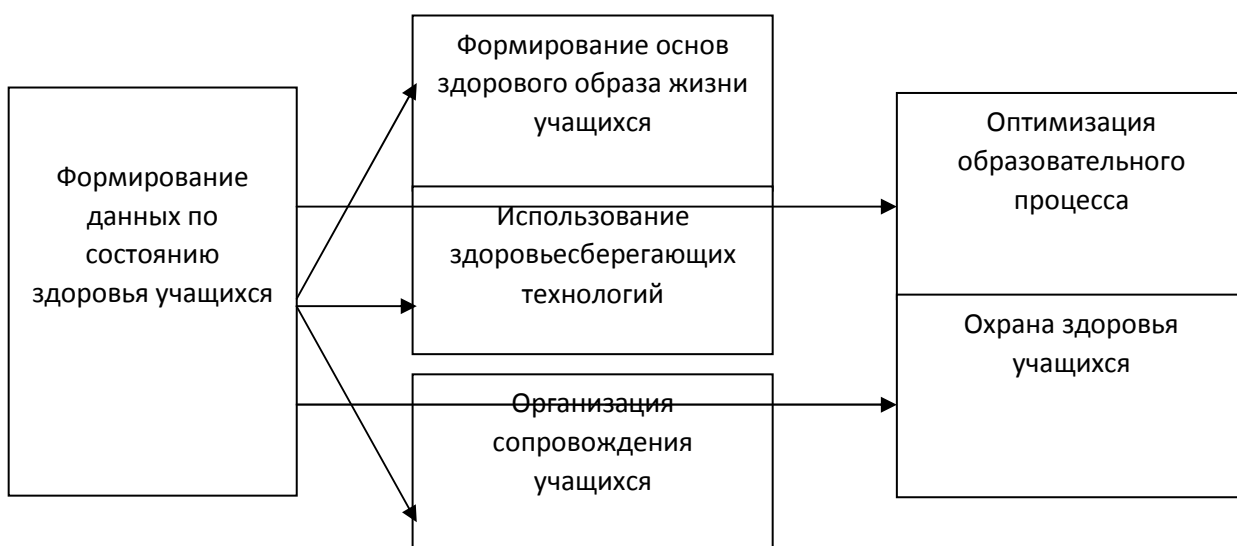 Формирование
данных по
состоянию
здоровья учащихся
Формирование основ
здорового образа жизни
учащихся
Использование
здоровьесберегающих
технологий
Организация
сопровождения
учащихся
Оптимизация
образовательного
процесса
Охрана здоровья
учащихся